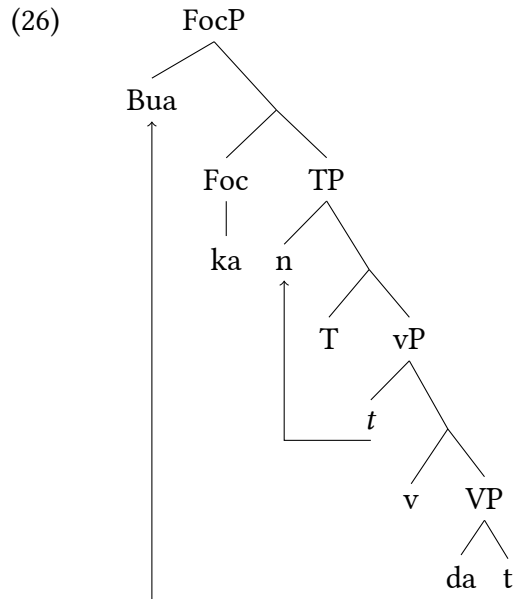 (26) FocP
Bua
Foc TP
ka n
T vP
t
v VP
da t